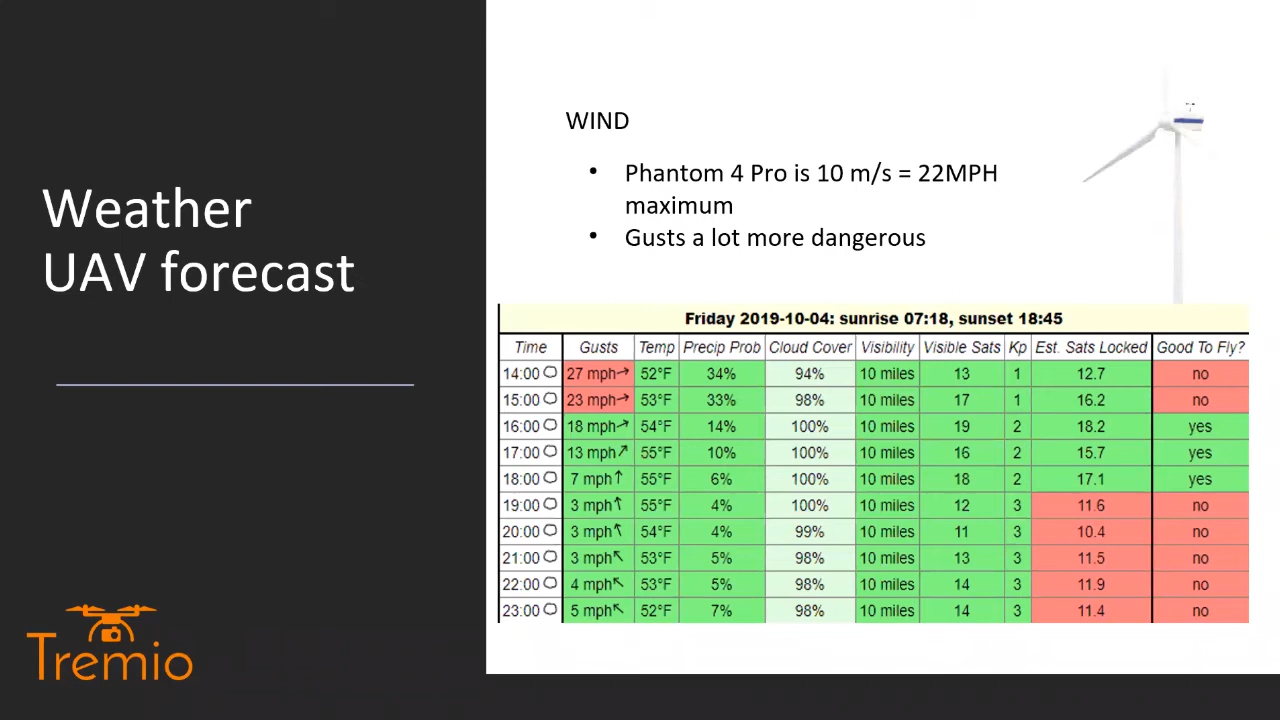 Weather
UAV forecast
WIND
• Phantom 4 Pro is 10 m/s = 22MPH
maximum
• Gusts a lot more dangerous
Friday 2019-10-04: sunrise 07:18, sunset 18:45
Time Gusts Temp Precip Prob Cloud Cover Visibility Visible Sats Kp Est. Sats Locked Good To Fly?
14:00 27 mph→ 52°F 34% 94% 10 miles 13 1 12.7 no
15:00 23 mph→ 53°F 33% 98% 10 miles 17 1 16.2 no
16:00 18 mph→ 54°F 14% 100% 10 miles 19 2 18.2 yes
17:00 13 mph↗ 55°F 10% 100% 10 miles 16 2 15.7 yes
18:00 7 mph↑ 55°F 6% 100% 10 miles 18 2 17.1 yes
19:00 3 mph↑ 55°F 4% 100% 10 miles 12 3 11.6 no
20:00 3 mph↖ 54°F 4% 99% 10 miles 11 3 10.4 no
21:00 3 mph↖ 53°F 5% 98% 10 miles 13 3 11.5 no
22:00 4 mph↖ 53°F 5% 98% 10 miles 14 3 11.9 no
23:00 5 mph↖ 52°F 7% 98% 10 miles 14 3 11.4 no
Tremio